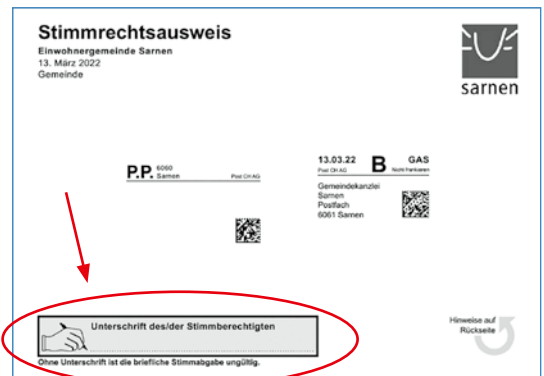 Stimmrechtsausweis
Einwohnergemeinde Sarnen
13. März 2022
Gemeinde
sarnen
P.P. 6060
Sarnen
Post CH AG
13.03.22 B GAS
Post CH AG Nicht frankieren
Gemeindekanzlei
Sarnen
Postfach
6061 Sarnen
Unterschrift des/der Stimmberechtigten
Ohne Unterschrift ist die briefliche Stimmabgabe ungültig.
Hinweise auf
Rückseite